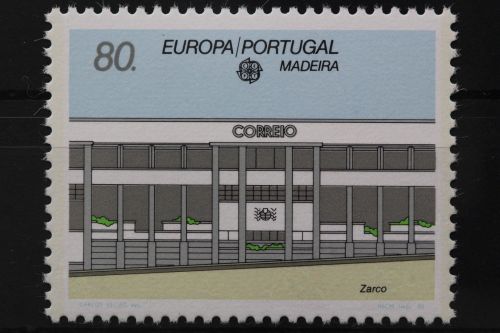 80. EUROPA/PORTUGAL
MADEIRA
CORREIO
Zarco